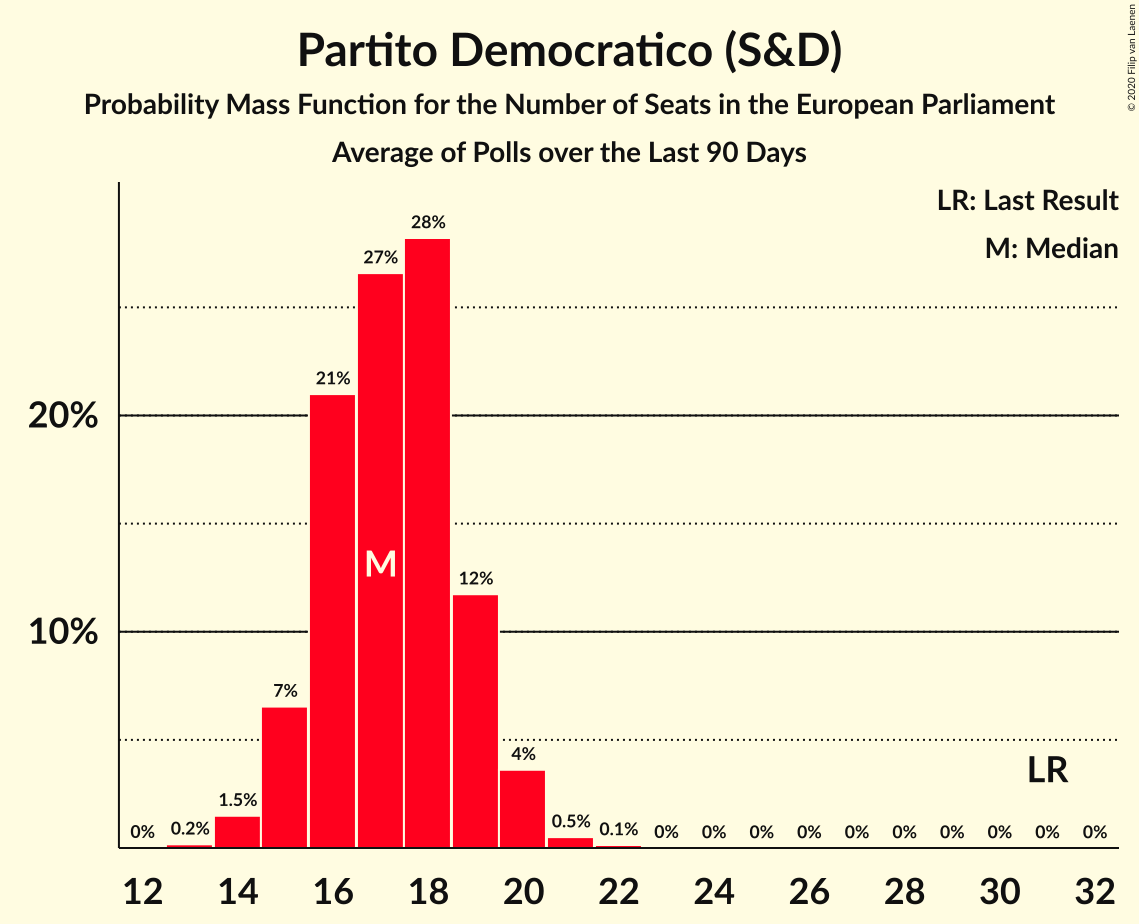 Partito Democratico (S&D)
Probability Mass Function for the Number of Seats in the European Parliament
Average of Polls over the Last 90 Days
© 2020 Filip van Laenen
LR: Last Result
M: Median
28%
27%
21%
20%
M
12%
10%
7%
4%
LR
1.5%
0% 0.2% 0.5% 0.1% 0% 0% 0% 0% 0% 0% 0% 0% 0% 0%
12 14 16 18 20 22 24 26 28 30 32